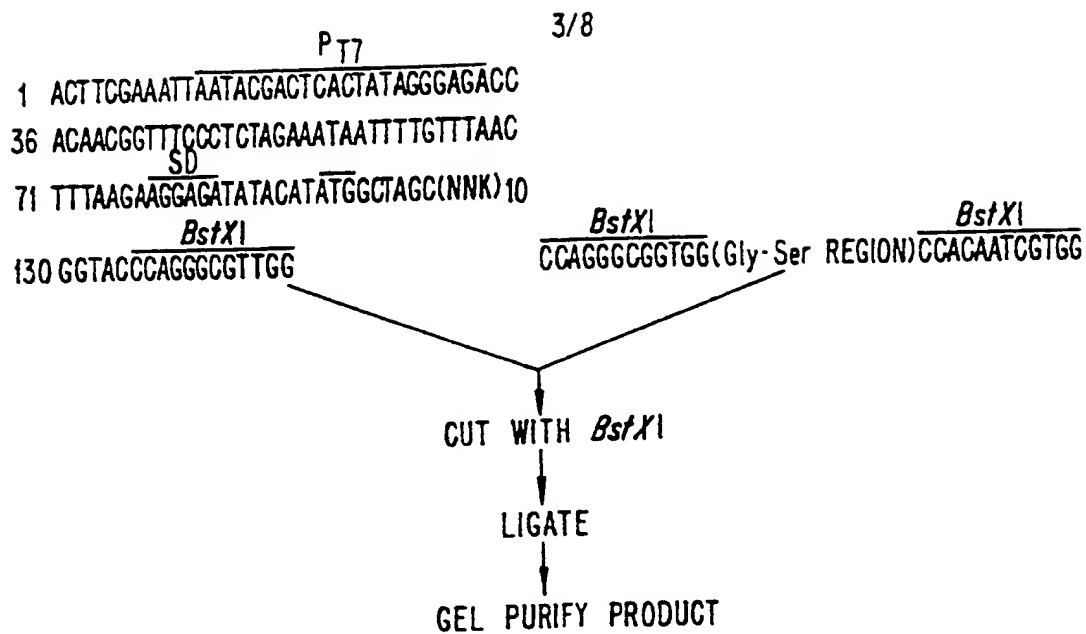 3/8
P T7
1 ACTTCGAAATTAATACGACTCACTATAGGGAGACC
36 ACAACGGTTTCCCTCTAGAAATAATTTTGTTTAAC
SD
71 TTTAAGAAGGAGATATACATATGGCTAGC(NNK)10
BstXI BstXI BstXI
130 GGTACCCAGGGCGTTGG CCAGGGCGGTGG(Gly-Ser REGION)CCACAATCGTGG
CUT WITH BstXI
LIGATE
GEL PURIFY PRODUCT